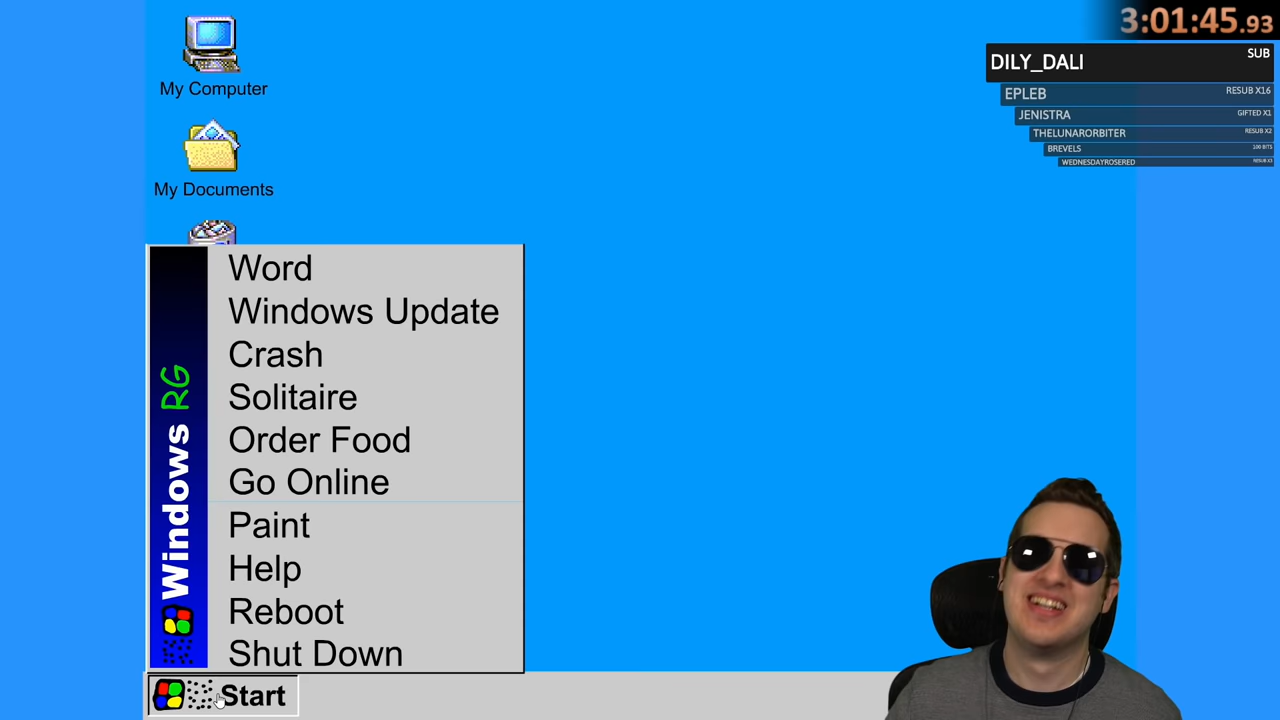 3:01:45.93
DILY_DALI SUB
EPLEB RESUB X16
JENISTRA GIFTED X1
THELUNARORBITER RESUB X2
BREVELS 100 BITS
WEDNESDAYROSERED RESUB X3
My Computer
My Documents
Word
Windows Update
Crash
Solitaire
Order Food
Go Online
Paint
Help
Reboot
Shut Down
Windows RG
Start